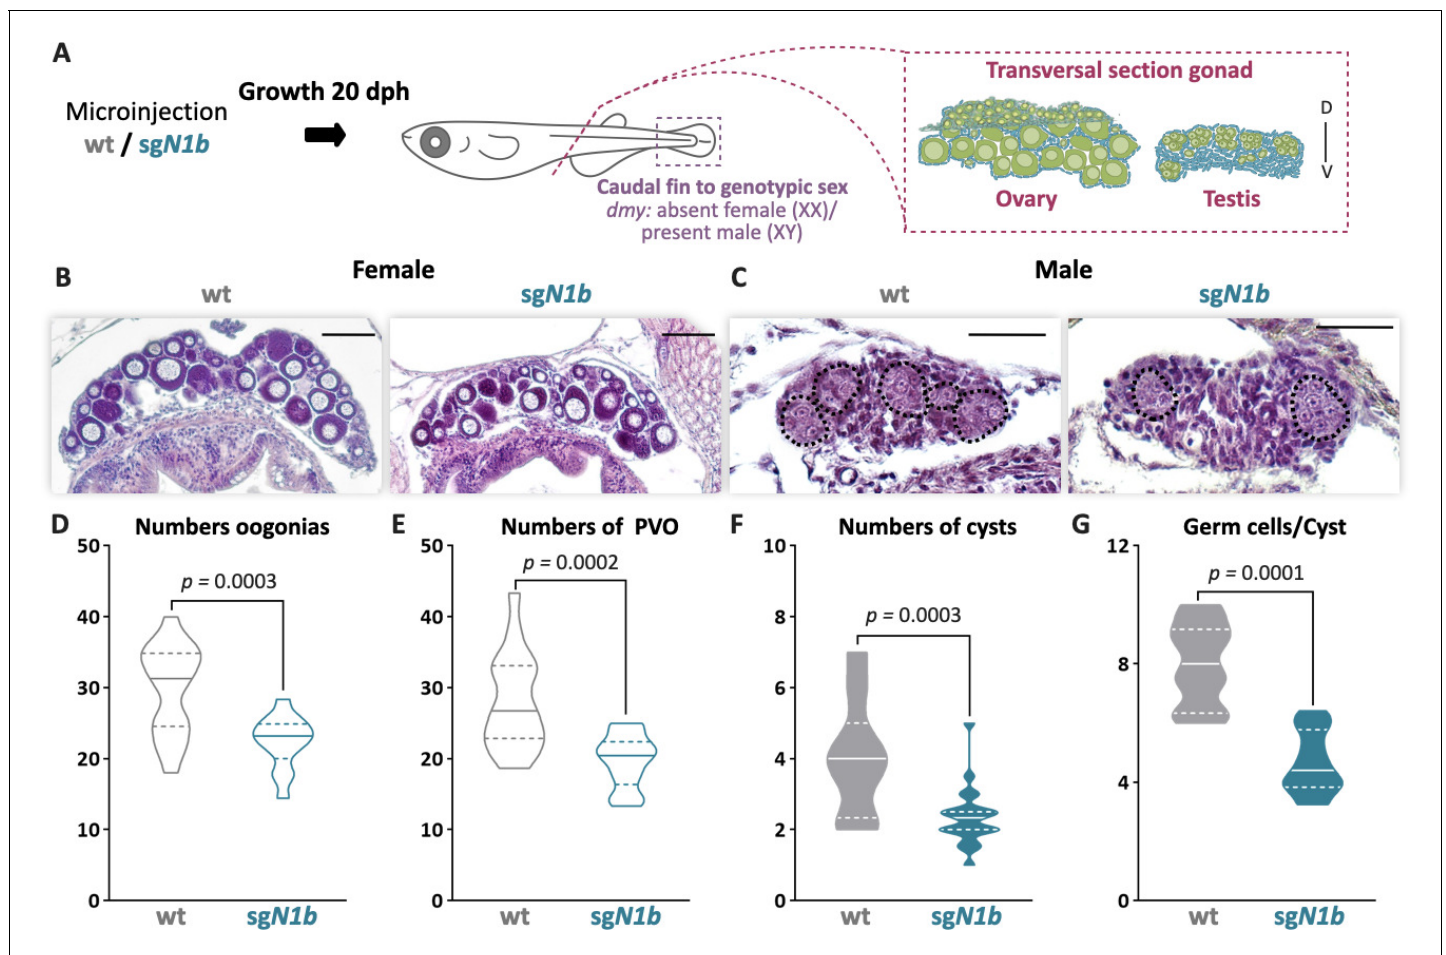 A
Microinjection
wt / sgN1b
Growth 20 dph
Caudal fin to genotypic sex
dmy: absent female (XX)/
present male (XY)
Transversal section gonad
Ovary
Testis
D
V
B
Female
wt
sgN1b
C
Male
wt
sgN1b
D
Numbers oogonias
50
40
30
20
10
0
p = 0.0003
wt
sgN1b
E
Numbers of PVO
50
40
30
20
10
0
p = 0.0002
wt
sgN1b
F
Numbers of cysts
10
8
6
4
2
0
p = 0.0003
wt
sgN1b
G
Germ cells/Cyst
12
8
4
0
p = 0.0001
wt
sgN1b